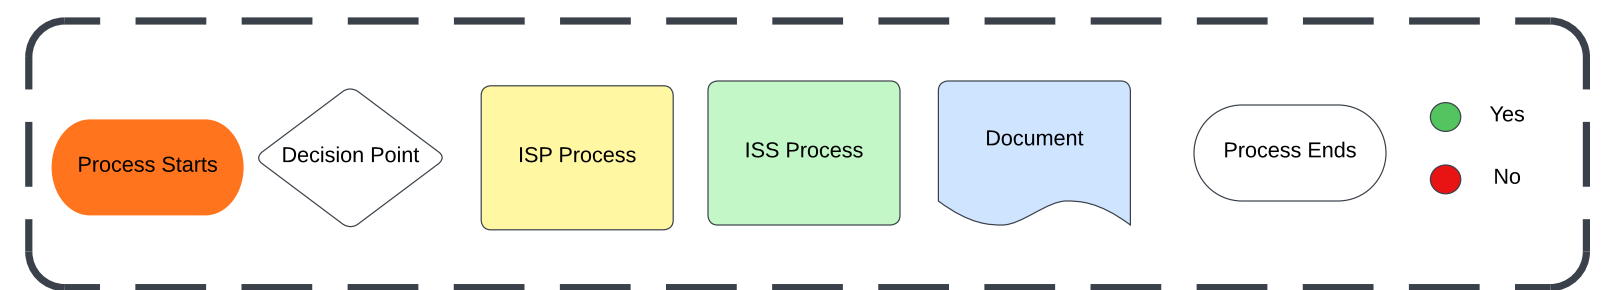 Process Starts
Decision Point
ISP Process
ISS Process
Document
Process Ends
Yes
No